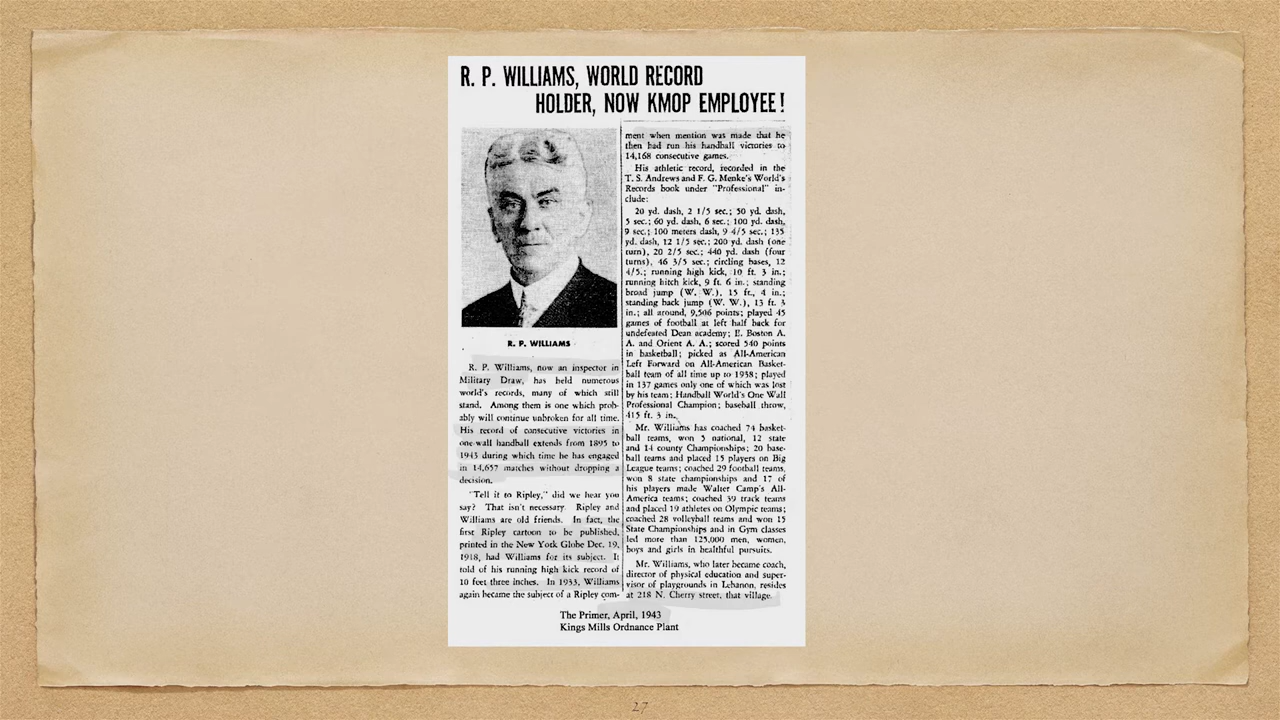 R. P. WILLIAMS, WORLD RECORD
HOLDER, NOW KMOP EMPLOYEE!
R. P. WILLIAMS
R. P. Williams, now an inspector in
Military Draw, has held numerous
world's records, many of which still
stand. Among them is one which prob-
ably will continue unbroken for all time.
His record of consecutive victories in
one-wall handball extends from 1895 to
1943 during which time he has engaged
in 14,657 matches without dropping a
decision.
"Tell it to Ripley," did we hear you
say? That isn't necessary. Ripley and
Williams are old friends. In fact, the
first Ripley cartoon to be published,
printed in the New York Globe Dec. 19,
1918, had Williams for its subject. It
told of his running high kick record of
10 feet three inches. In 1933, Williams
again became the subject of a Ripley com-
ment when mention was made that he
then had run his handball victories to
14,168 consecutive games.
His athletic record, recorded in the
T. S. Andrews and F. G. Menke's World's
Records book under "Professional" in-
clude:
20 yd. dash, 2 1/5 sec.; 50 yd. dash,
5 sec.; 60 yd. dash, 6 sec.; 100 yd. dash,
9 sec.; 100 meters dash, 9 4/5 sec.; 135
yd. dash, 12 1/5 sec.; 200 yd. dash (one
turn), 20 2/5 sec.; 440 yd. dash (four
turns), 46 3/5 sec.; circling bases, 12
4/5.; running high kick, 10 ft. 3 in.;
running hitch kick, 9 ft. 6 in.; standing
broad jump (W. W.), 15 ft., 4 in.;
standing back jump (W. W.), 13 ft. 3
in.; all around, 9,506 points; played 45
games of football at left half back for
undefeated Dean academy; E. Boston A.
A. and Orient A. A.; scored 540 points
in basketball; picked as All-American
Left Forward on All-American Basket-
ball team of all time up to 1938; played
in 137 games only one of which was lost
by his team; Handball World's One Wall
Professional Champion; baseball throw,
415 ft. 3 in.
Mr. Williams has coached 74 basket-
ball teams, won 5 national, 12 state
and 14 county Championships; 20 base-
ball teams and placed 15 players on Big
League teams; coached 29 football teams,
won 8 state championships and 17 of
his players made Walter Camp's All-
America teams; coached 39 track teams
and placed 19 athletes on Olympic teams;
coached 28 volleyball teams and won 15
State Championships and in Gym classes
led more than 125,000 men, women,
boys and girls in healthful pursuits.
Mr. Williams, who later became coach,
director of physical education and super-
visor of playgrounds in Lebanon, resides
at 218 N. Cherry street, that village.
The Primer, April, 1943
Kings Mills Ordnance Plant
27